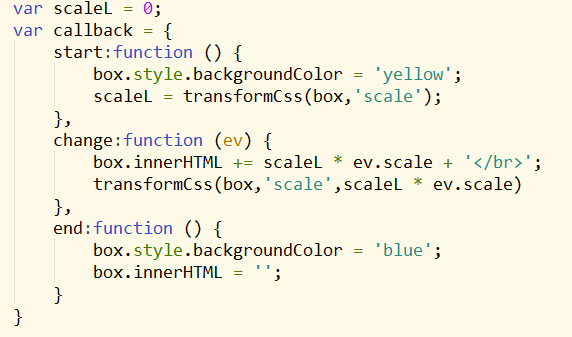 var scaleL = 0;
var callback = {
    start:function () {
        box.style.backgroundColor = 'yellow';
        scaleL = transformCss(box,'scale');
    },
    change:function (ev) {
        box.innerHTML += scaleL * ev.scale + '</br>';
        transformCss(box,'scale',scaleL * ev.scale)
    },
    end:function () {
        box.style.backgroundColor = 'blue';
        box.innerHTML = '';
    }
}